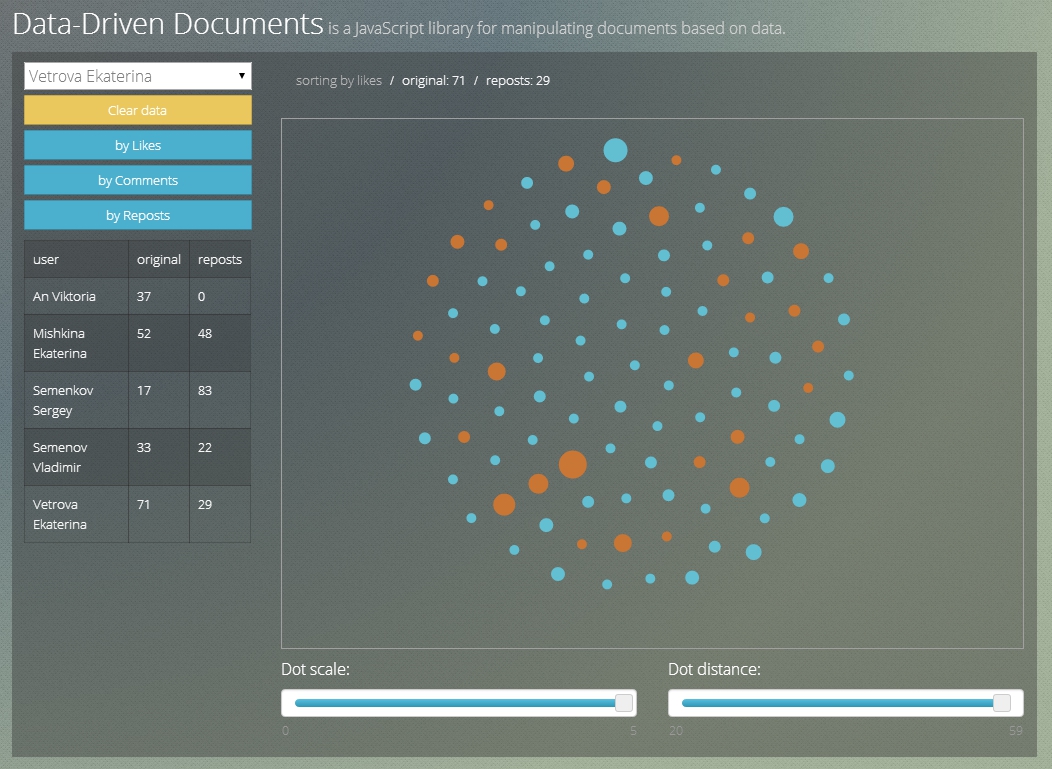 Data-Driven Documents is a JavaScript library for manipulating documents based on data.
Vetrova Ekaterina
sorting by likes / original: 71 / reposts: 29
Clear data
by Likes
by Comments
by Reposts
user original reposts
An Viktoria 37 0
Mishkina 52 48
Ekaterina
Semenkov 17 83
Sergey
Semenov 33 22
Vladimir
Vetrova 71 29
Ekaterina
Dot scale: Dot distance:
0 5 20 59